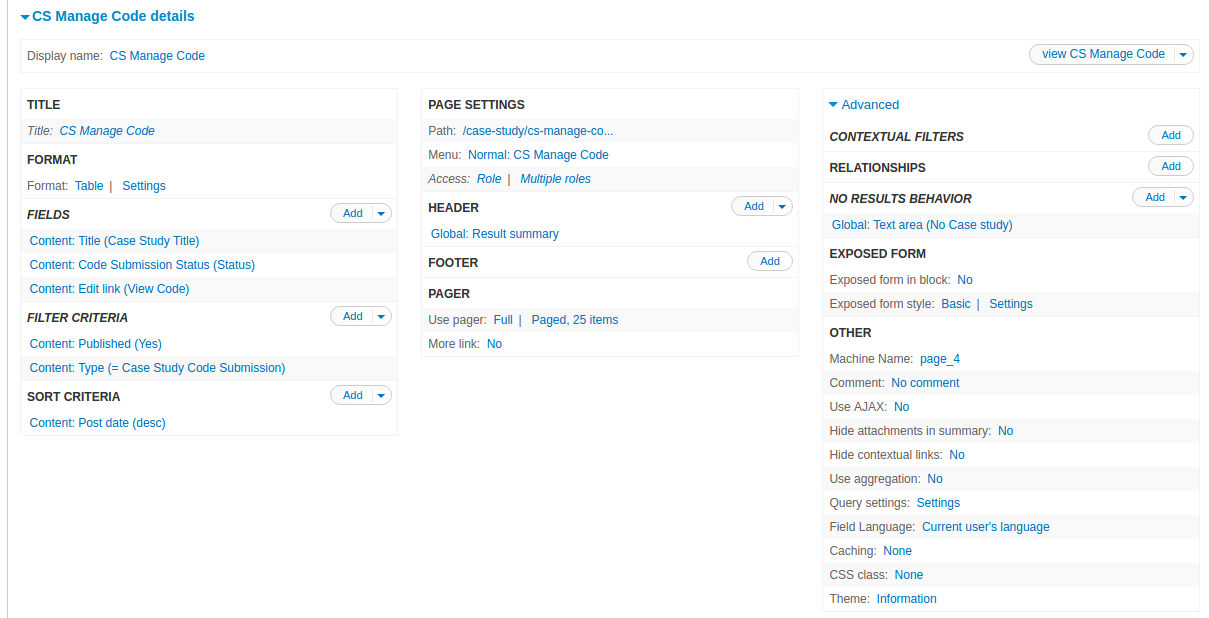 CS Manage Code details
Display name: CS Manage Code
view CS Manage Code
TITLE
Title: CS Manage Code
FORMAT
Format: Table | Settings
FIELDS Add
Content: Title (Case Study Title)
Content: Code Submission Status (Status)
Content: Edit link (View Code)
FILTER CRITERIA Add
Content: Published (Yes)
Content: Type (= Case Study Code Submission)
SORT CRITERIA Add
Content: Post date (desc)
PAGE SETTINGS
Path: /case-study/cs-manage-co...
Menu: Normal: CS Manage Code
Access: Role | Multiple roles
HEADER Add
Global: Result summary
FOOTER Add
PAGER
Use pager: Full | Paged, 25 items
More link: No
Advanced
CONTEXTUAL FILTERS Add
RELATIONSHIPS Add
NO RESULTS BEHAVIOR Add
Global: Text area (No Case study)
EXPOSED FORM
Exposed form in block: No
Exposed form style: Basic | Settings
OTHER
Machine Name: page_4
Comment: No comment
Use AJAX: No
Hide attachments in summary: No
Hide contextual links: No
Use aggregation: No
Query settings: Settings
Field Language: Current user's language
Caching: None
CSS class: None
Theme: Information